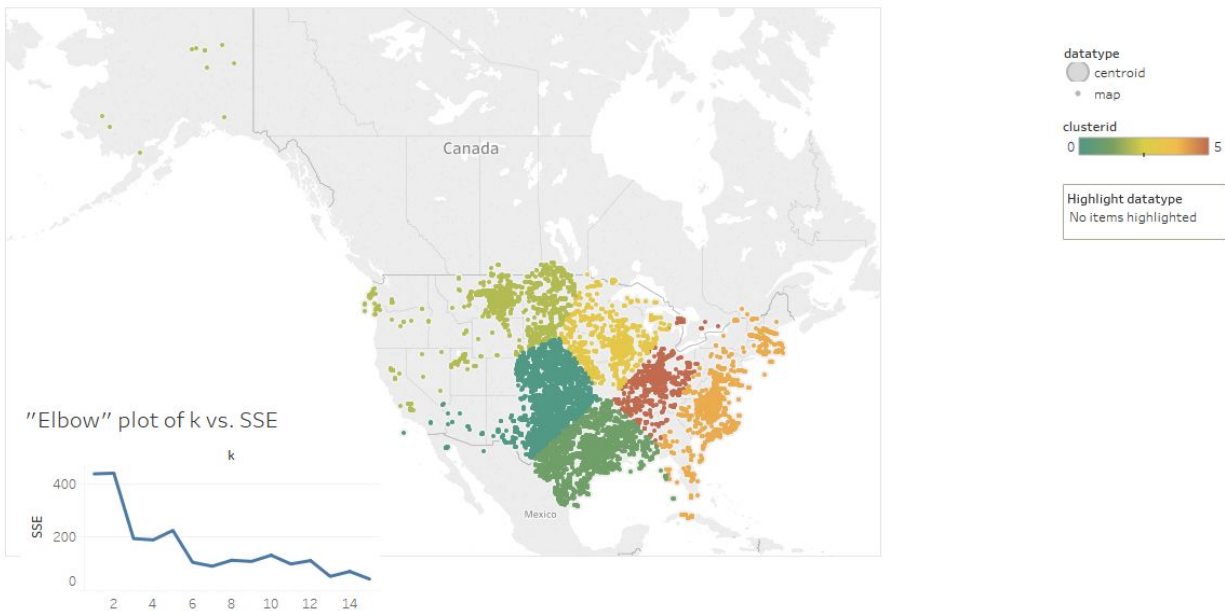 Canada
Mexico
"Elbow" plot of k vs. SSE
k
SSE
400
200
0
2 4 6 8 10 12 14
datatype
centroid
map
clusterid
0 5
Highlight datatype
No items highlighted